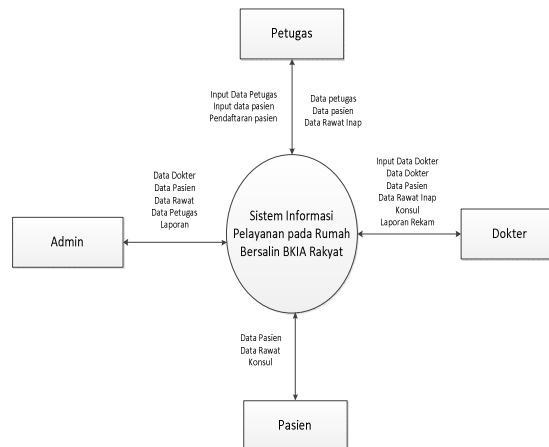 Petugas
Input Data Petugas
Input data pasien
Pendaftaran pasien
Data petugas
Data pasien
Data Rawat Inap
Data Dokter
Data Pasien
Data Rawat
Data Petugas
Laporan
Admin
Sistem Informasi
Pelayanan pada Rumah
Bersalin BKIA Rakyat
Input Data Dokter
Data Dokter
Data Pasien
Data Rawat Inap
Konsul
Laporan Rekam
Dokter
Data Pasien
Data Rawat
Konsul
Pasien